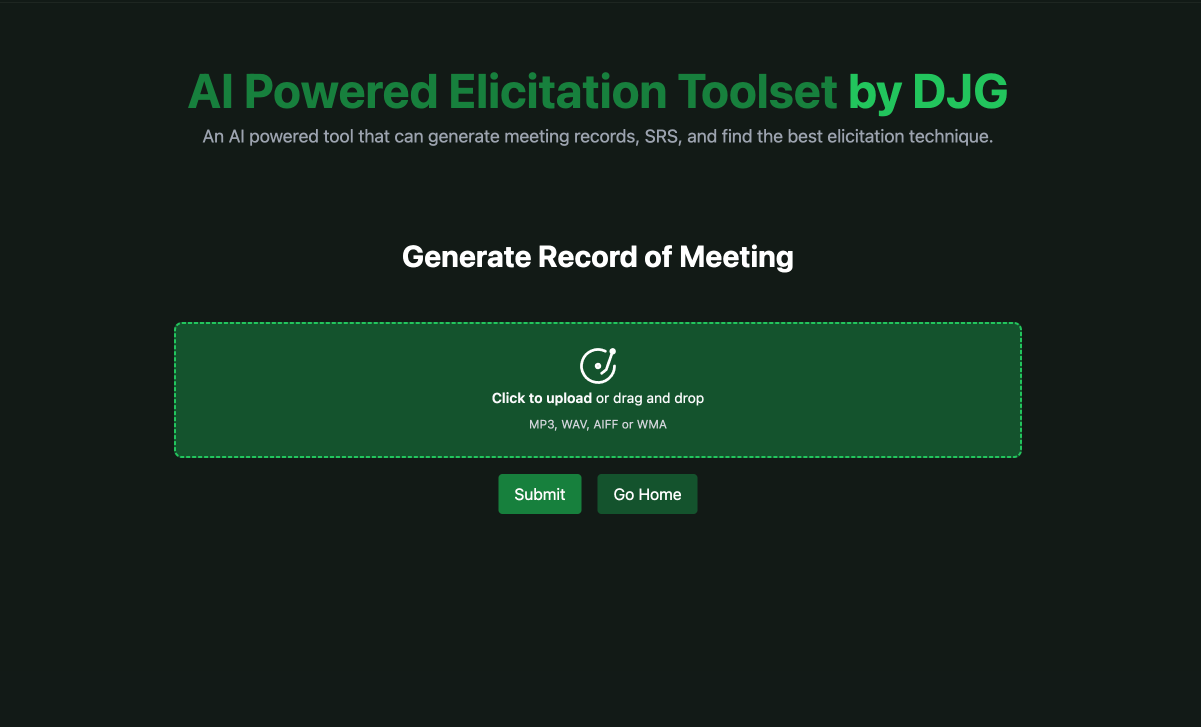 AI Powered Elicitation Toolset by DJG
An AI powered tool that can generate meeting records, SRS, and find the best elicitation technique.
Generate Record of Meeting
Click to upload or drag and drop
MP3, WAV, AIFF or WMA
Submit Go Home